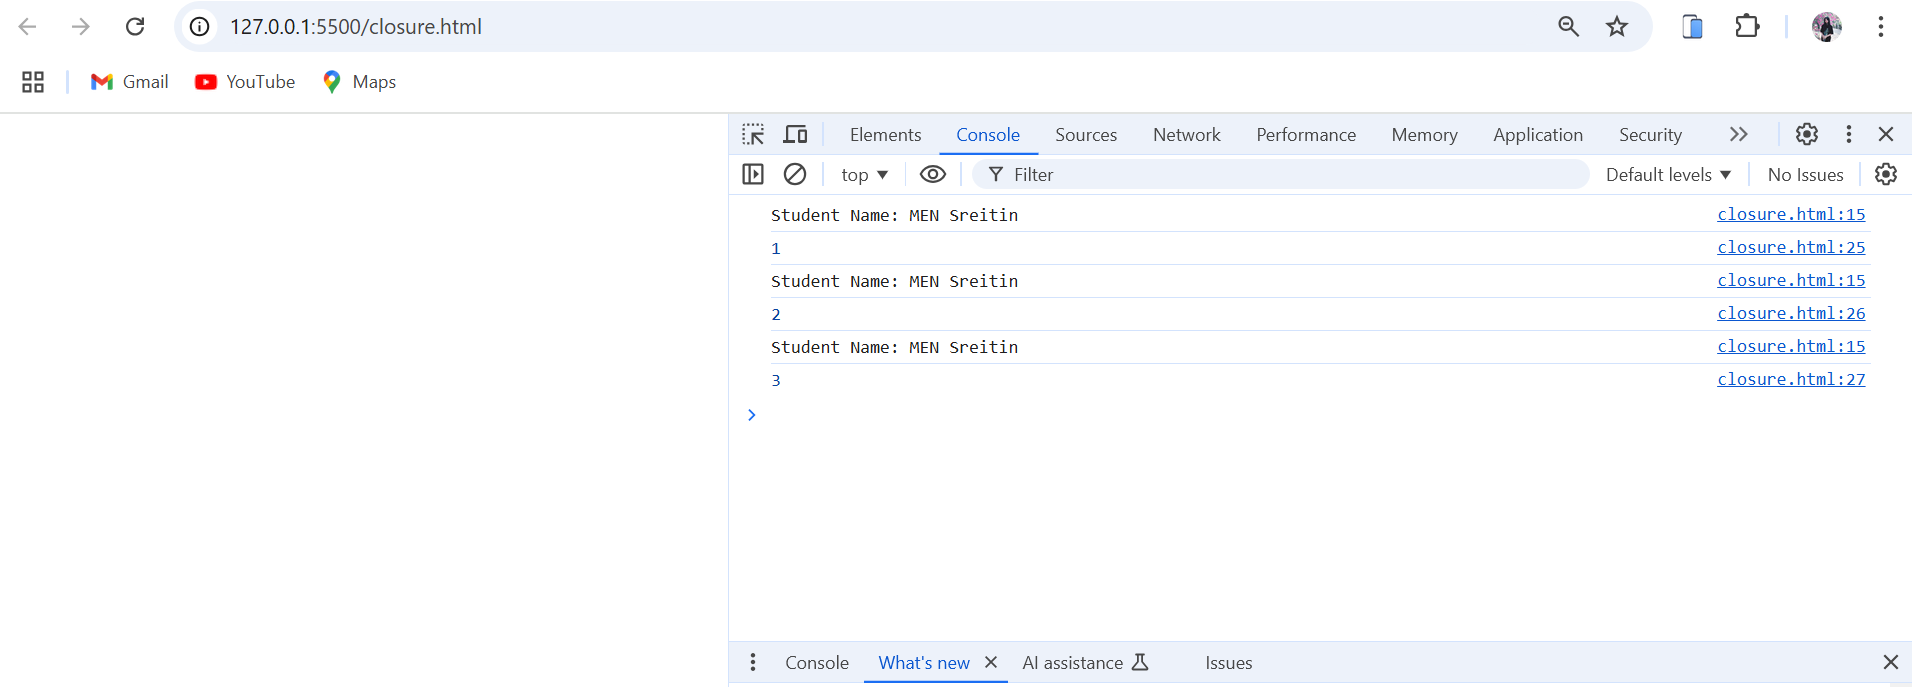 127.0.0.1:5500/closure.html
Gmail YouTube Maps
Elements Console Sources Network Performance Memory Application Security
top Filter Default levels No Issues
Student Name: MEN Sreitin closure.html:15
1 closure.html:25
Student Name: MEN Sreitin closure.html:15
2 closure.html:26
Student Name: MEN Sreitin closure.html:15
3 closure.html:27
Console What's new AI assistance Issues